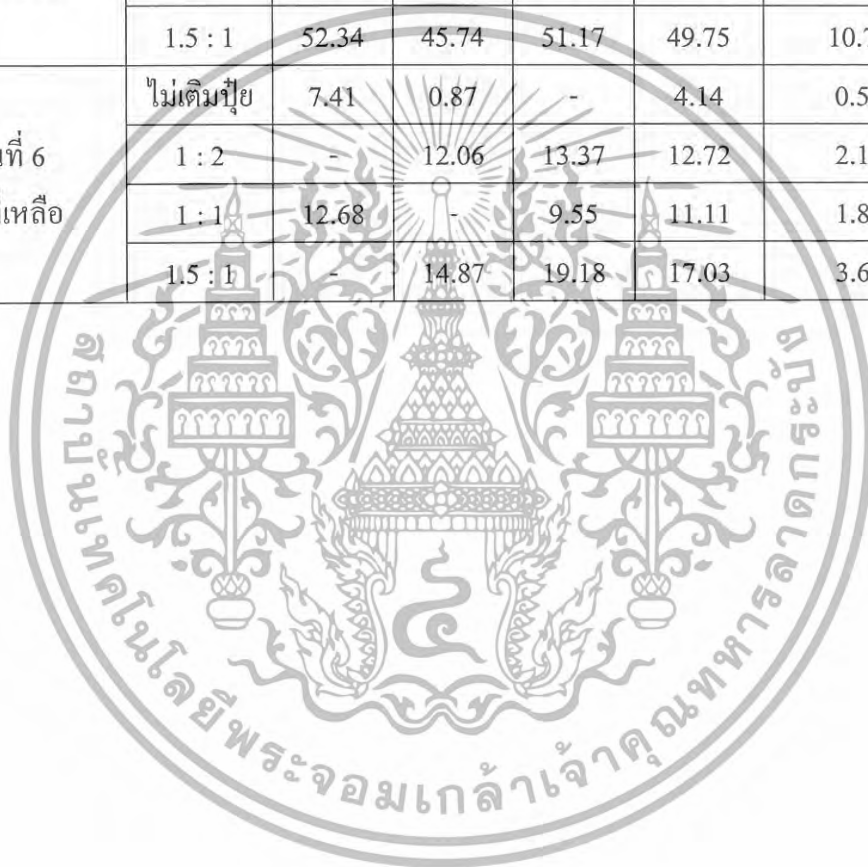 1.5 : 1 52.34 45.74 51.17 49.75 10.
ไม่เติมปุ๋ย 7.41 0.87 - 4.14 0.5
นที่ 6 1 : 2 - 12.06 13.37 12.72 2.1
เหลือ 1 : 1 12.68 - 9.55 11.11 1.8
1.5 : 1 - 14.87 19.18 17.03 3.6
สถาบันเทคโนโลยีพระจอมเกล้าเจ้าคุณทหารลาดกระบัง